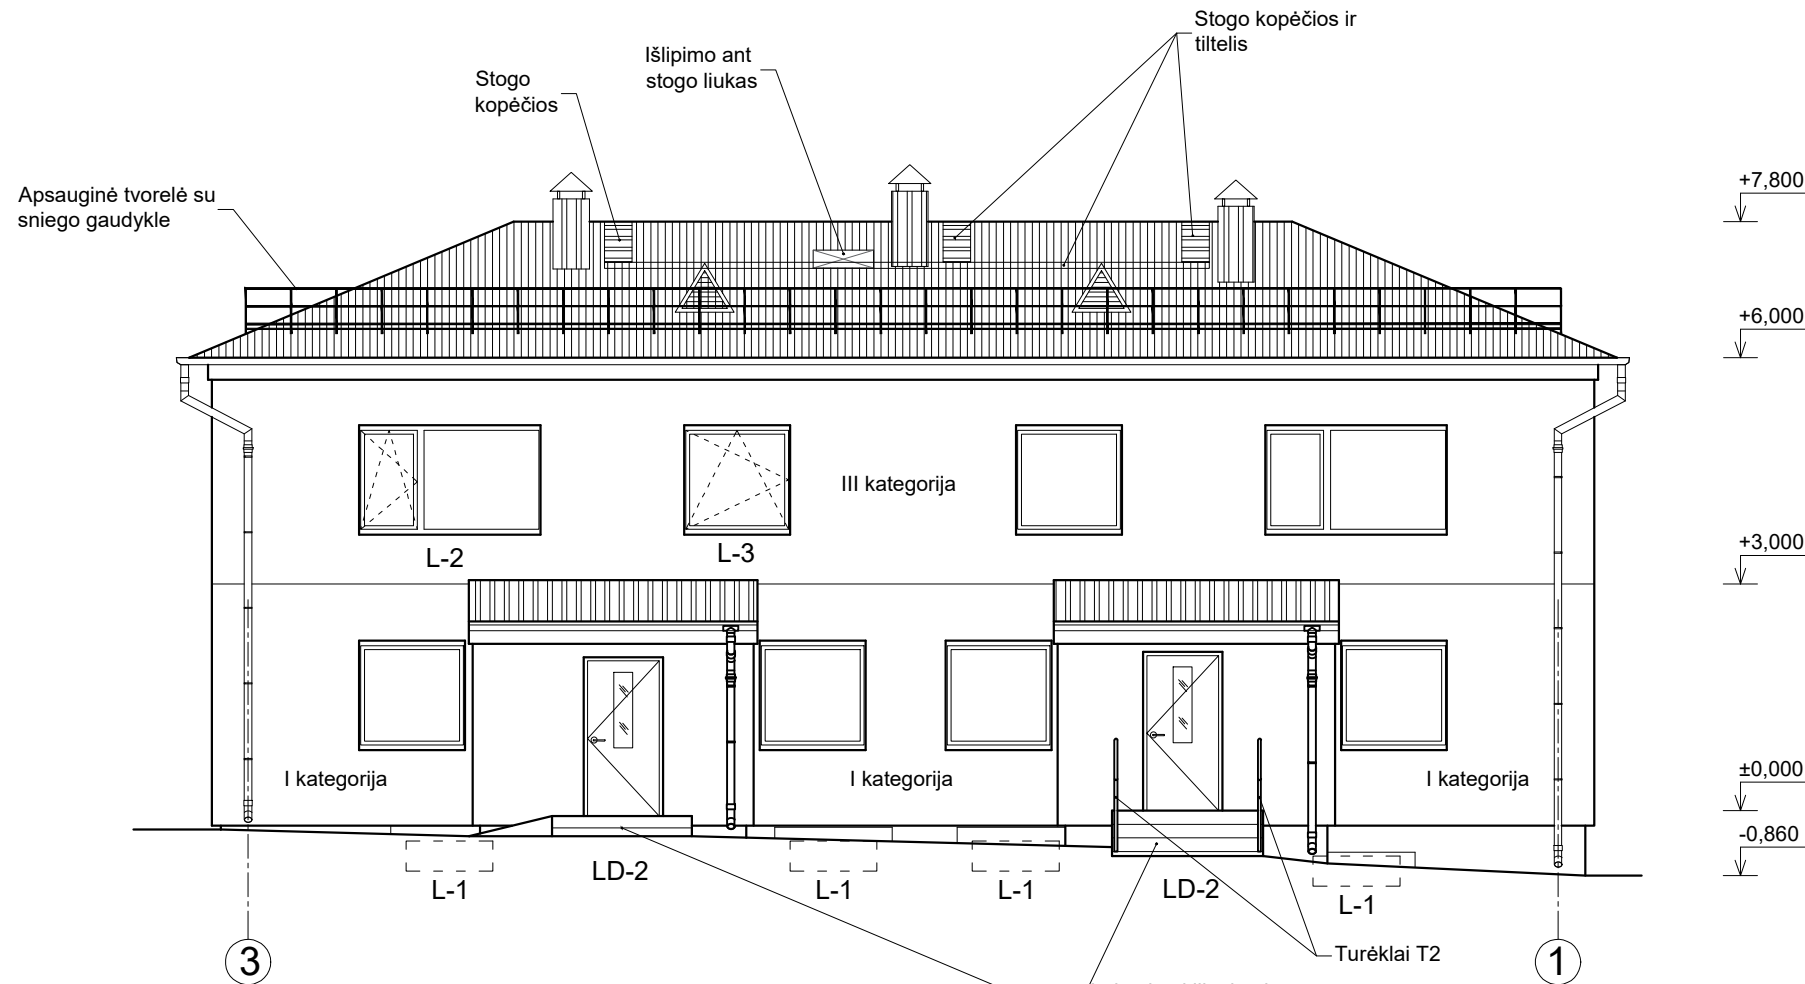 Stogo kopėčios ir
tiltelis
Išlipimo ant
stogo liukas
Stogo
kopėčios
Apsauginė tvorelė su
sniego gaudykle
+7,800
+6,000
III kategorija
L-2
L-3
+3,000
I kategorija
I kategorija
I kategorija
±0,000
-0,860
L-1
LD-2
L-1
L-1
LD-2
L-1
Turėklai T2
3
1